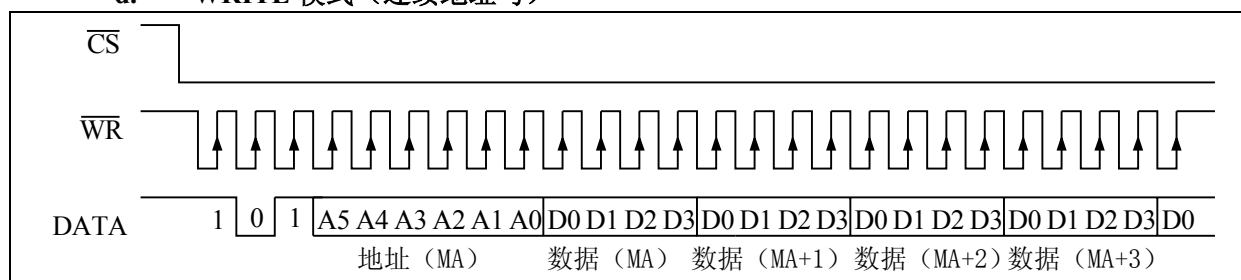 d. WRITE 模式（连续地址写）
CS
WR
DATA 1 0 1 A5 A4 A3 A2 A1 A0 D0 D1 D2 D3 D0 D1 D2 D3 D0 D1 D2 D3 D0 D1 D2 D3 D0
地址（MA） 数据（MA） 数据（MA+1） 数据（MA+2） 数据（MA+3）